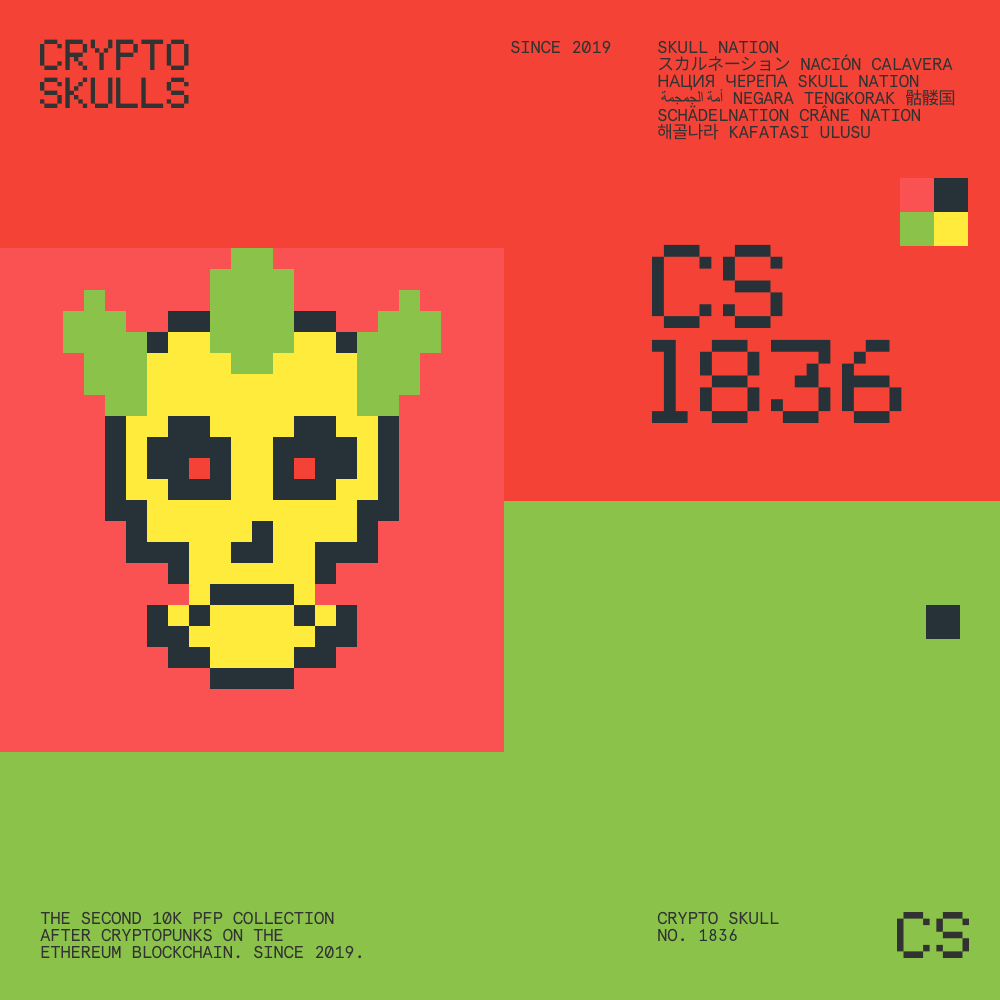 CRYPTO
SKULLS
SINCE 2019
SKULL NATION
スカルネーション NACIÓN CALAVERA
НАЦИЯ ЧЕРЕПА SKULL NATION
أمة الجمجمة NEGARA TENGKORAK 骷髅国
SCHÄDELNATION CRÂNE NATION
해골나라 KAFATASI ULUSU
CS
1836
THE SECOND 10K PFP COLLECTION
AFTER CRYPTOPUNKS ON THE
ETHEREUM BLOCKCHAIN. SINCE 2019.
CRYPTO SKULL
NO. 1836
CS